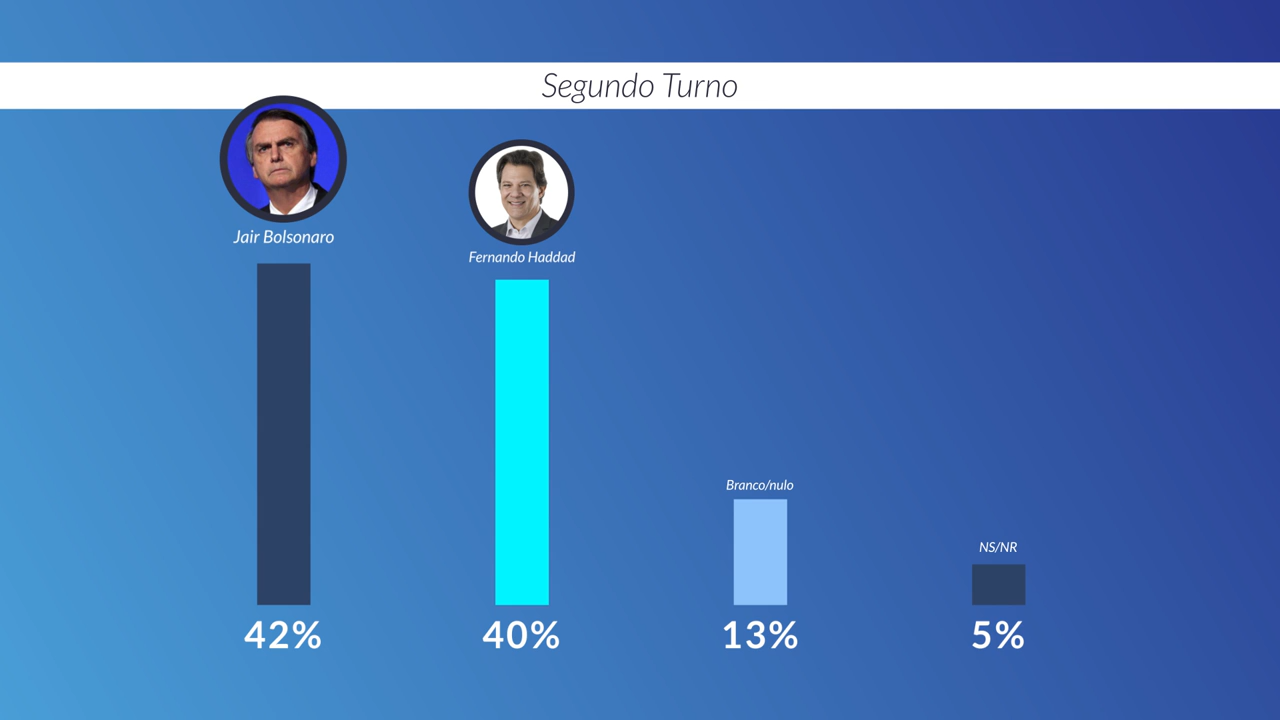 Segundo Turno
Jair Bolsonaro
Fernando Haddad
Branco/nulo
NS/NR
42%
40%
13%
5%